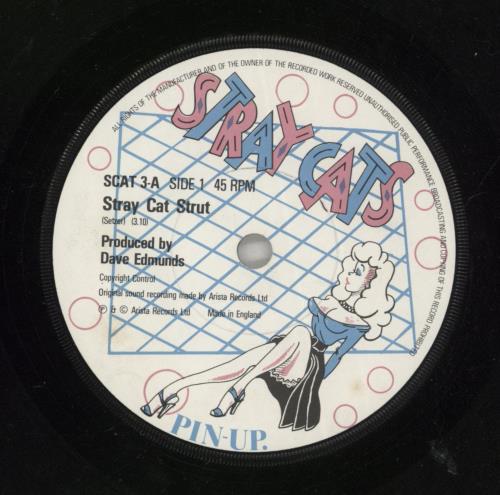 ALL RIGHTS OF THE MANUFACTURER AND OF THE OWNER OF THE RECORDED WORK RESERVED UNAUTHORISED PUBLIC PERFORMANCE BROADCASTING AND COPYING OF THIS RECORD PROHIBITED
STRAY CATS
SCAT 3-A SIDE 1 45 RPM
Stray Cat Strut
(Setzer) (3.10)
Produced by
Dave Edmunds
Copyright Control
Original sound recording made by Arista Records Ltd
℗ & © Arista Records Ltd Made in England
PIN-UP.